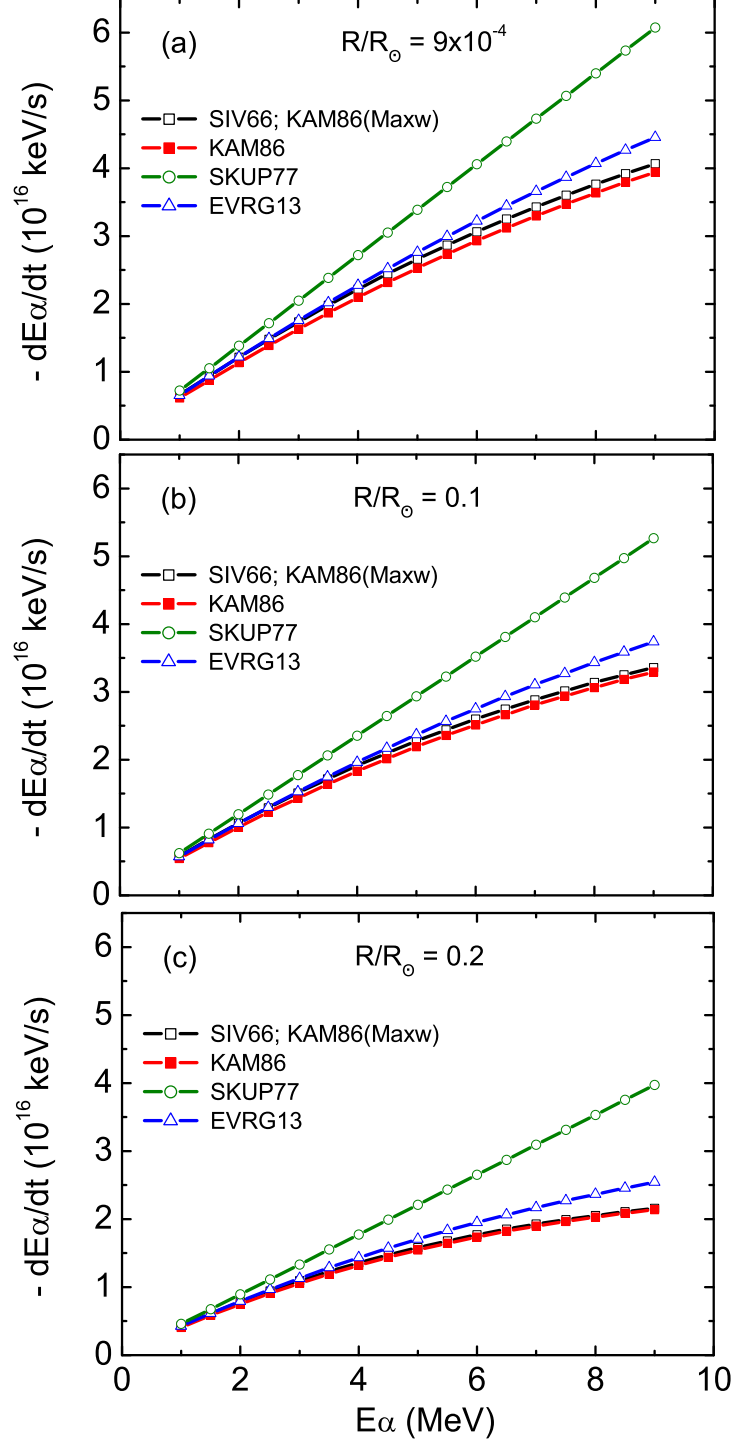 (a) R/R☉ = 9x10⁻⁴
SIV66; KAM86(Maxw)
KAM86
SKUP77
EVRG13
- dEα/dt (10¹⁶ keV/s)
6
5
4
3
2
1
0
(b) R/R☉ = 0.1
SIV66; KAM86(Maxw)
KAM86
SKUP77
EVRG13
- dEα/dt (10¹⁶ keV/s)
6
5
4
3
2
1
0
(c) R/R☉ = 0.2
SIV66; KAM86(Maxw)
KAM86
SKUP77
EVRG13
- dEα/dt (10¹⁶ keV/s)
6
5
4
3
2
1
0
0 2 4 6 8 10
Eα (MeV)